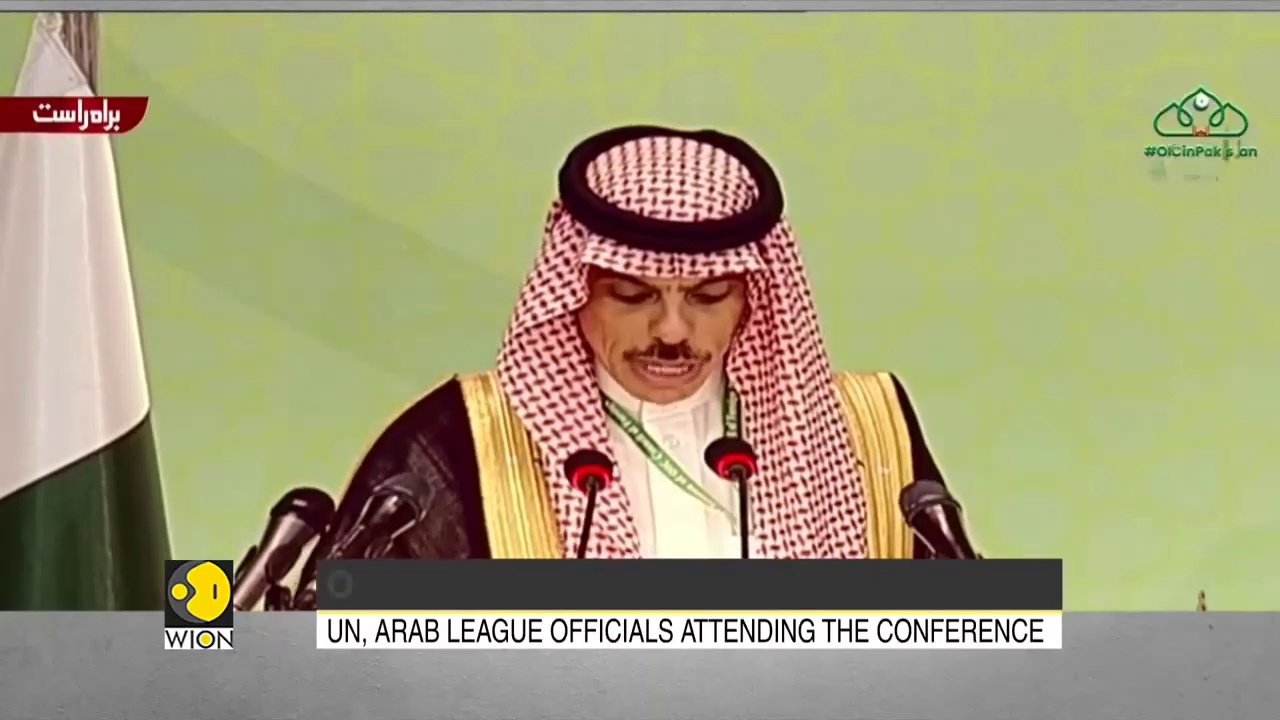 براہ راست
#OICinPakistan
O
WION
UN, ARAB LEAGUE OFFICIALS ATTENDING THE CONFERENCE